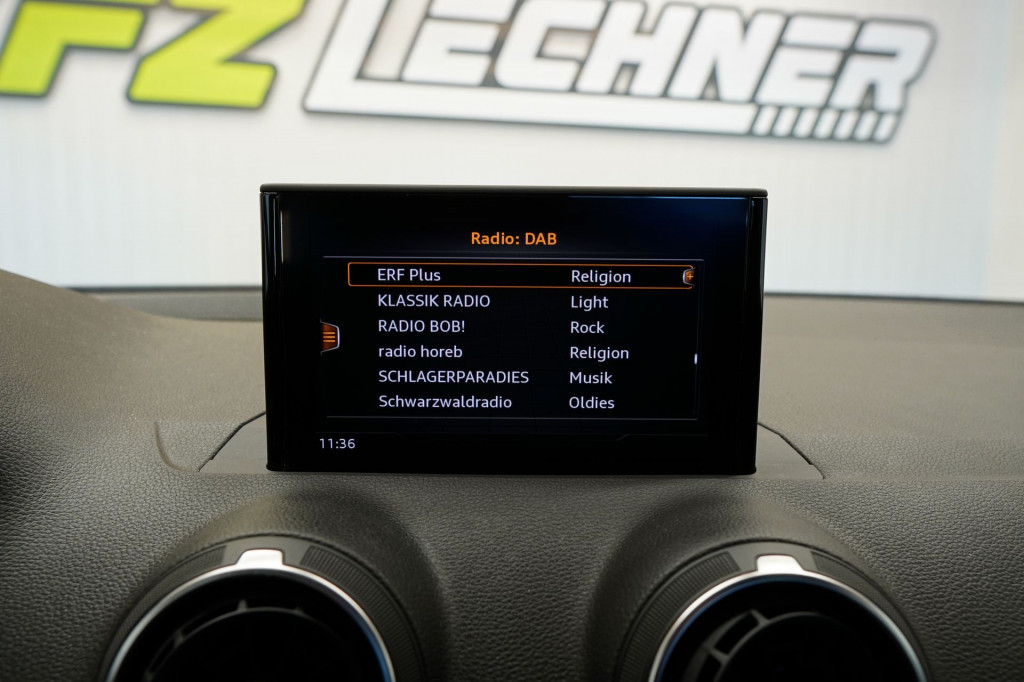 FZ LECHNER
Radio: DAB
ERF Plus Religion
KLASSIK RADIO Light
RADIO BOB! Rock
radio horeb Religion
SCHLAGERPARADIES Musik
Schwarzwaldradio Oldies
11:36